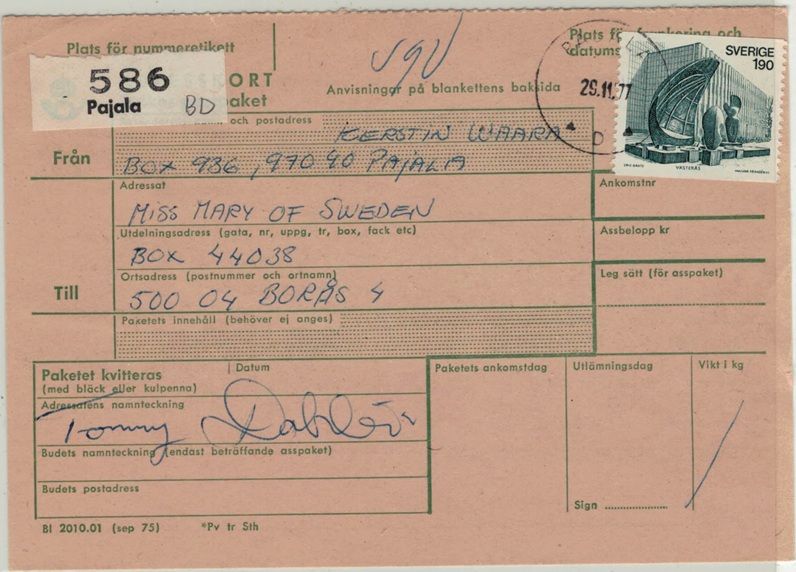 Plats för nummeretikett
Plats för frankering och
datums
586
Pajala BD
KORT
paket
Anvisningar på blankettens baksida
29.11.77
D
SVERIGE
190
VÄSTERÅS
och postadress
Från
KERSTIN WAARA
BOX 936, 970 40 PAJALA
Adressat
MISS MARY OF SWEDEN
Ankomstnr
Utdelningsadress (gata, nr, uppg, tr, box, fack etc)
Assbelopp kr
BOX 44038
Ortsadress (postnummer och ortnamn)
Leg sätt (för asspaket)
Till
500 04 BORÅS 4
Paketets innehåll (behöver ej anges)
Paketet kvitteras
(med bläck eller kulpenna)
Datum
Paketets ankomstdag
Utlämningsdag
Vikt i kg
Adressatens namnteckning
Tommy
Budets namnteckning (endast beträffande asspaket)
Budets postadress
Sign
Bl 2010.01 (sep 75) *Pv tr Sth